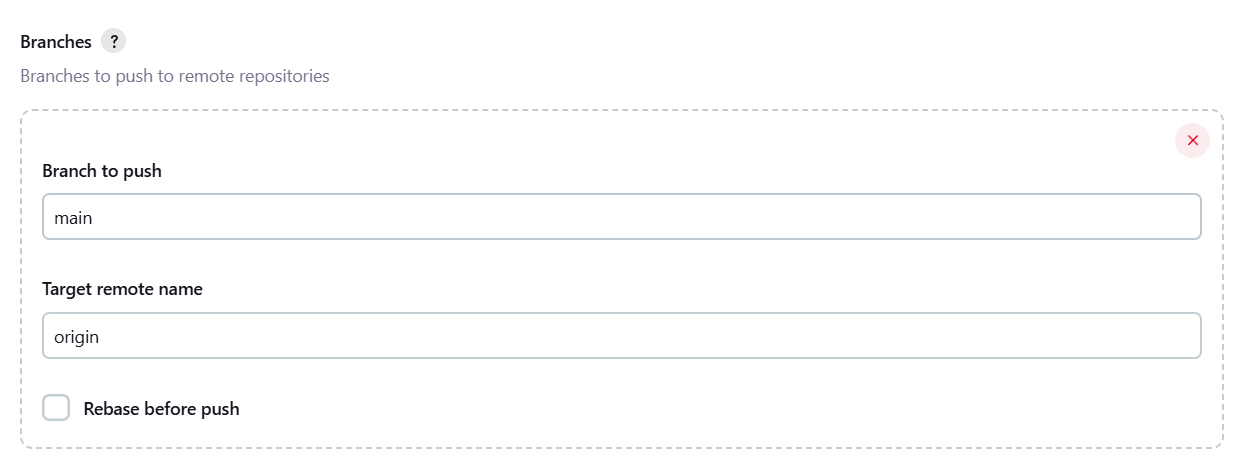 Branches ?
Branches to push to remote repositories
Branch to push
main
Target remote name
origin
Rebase before push